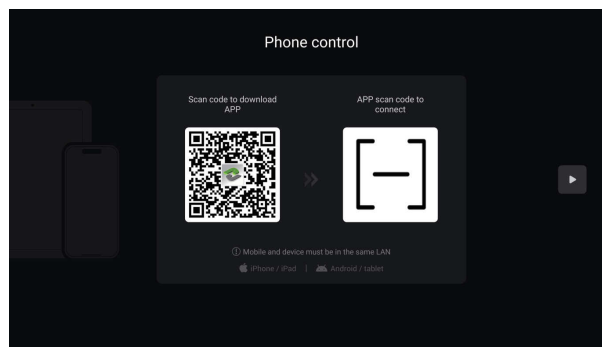 Phone control
Scan code to download
APP
APP scan code to
connect
① Mobile and device must be in the same LAN
iPhone / iPad | Android / tablet